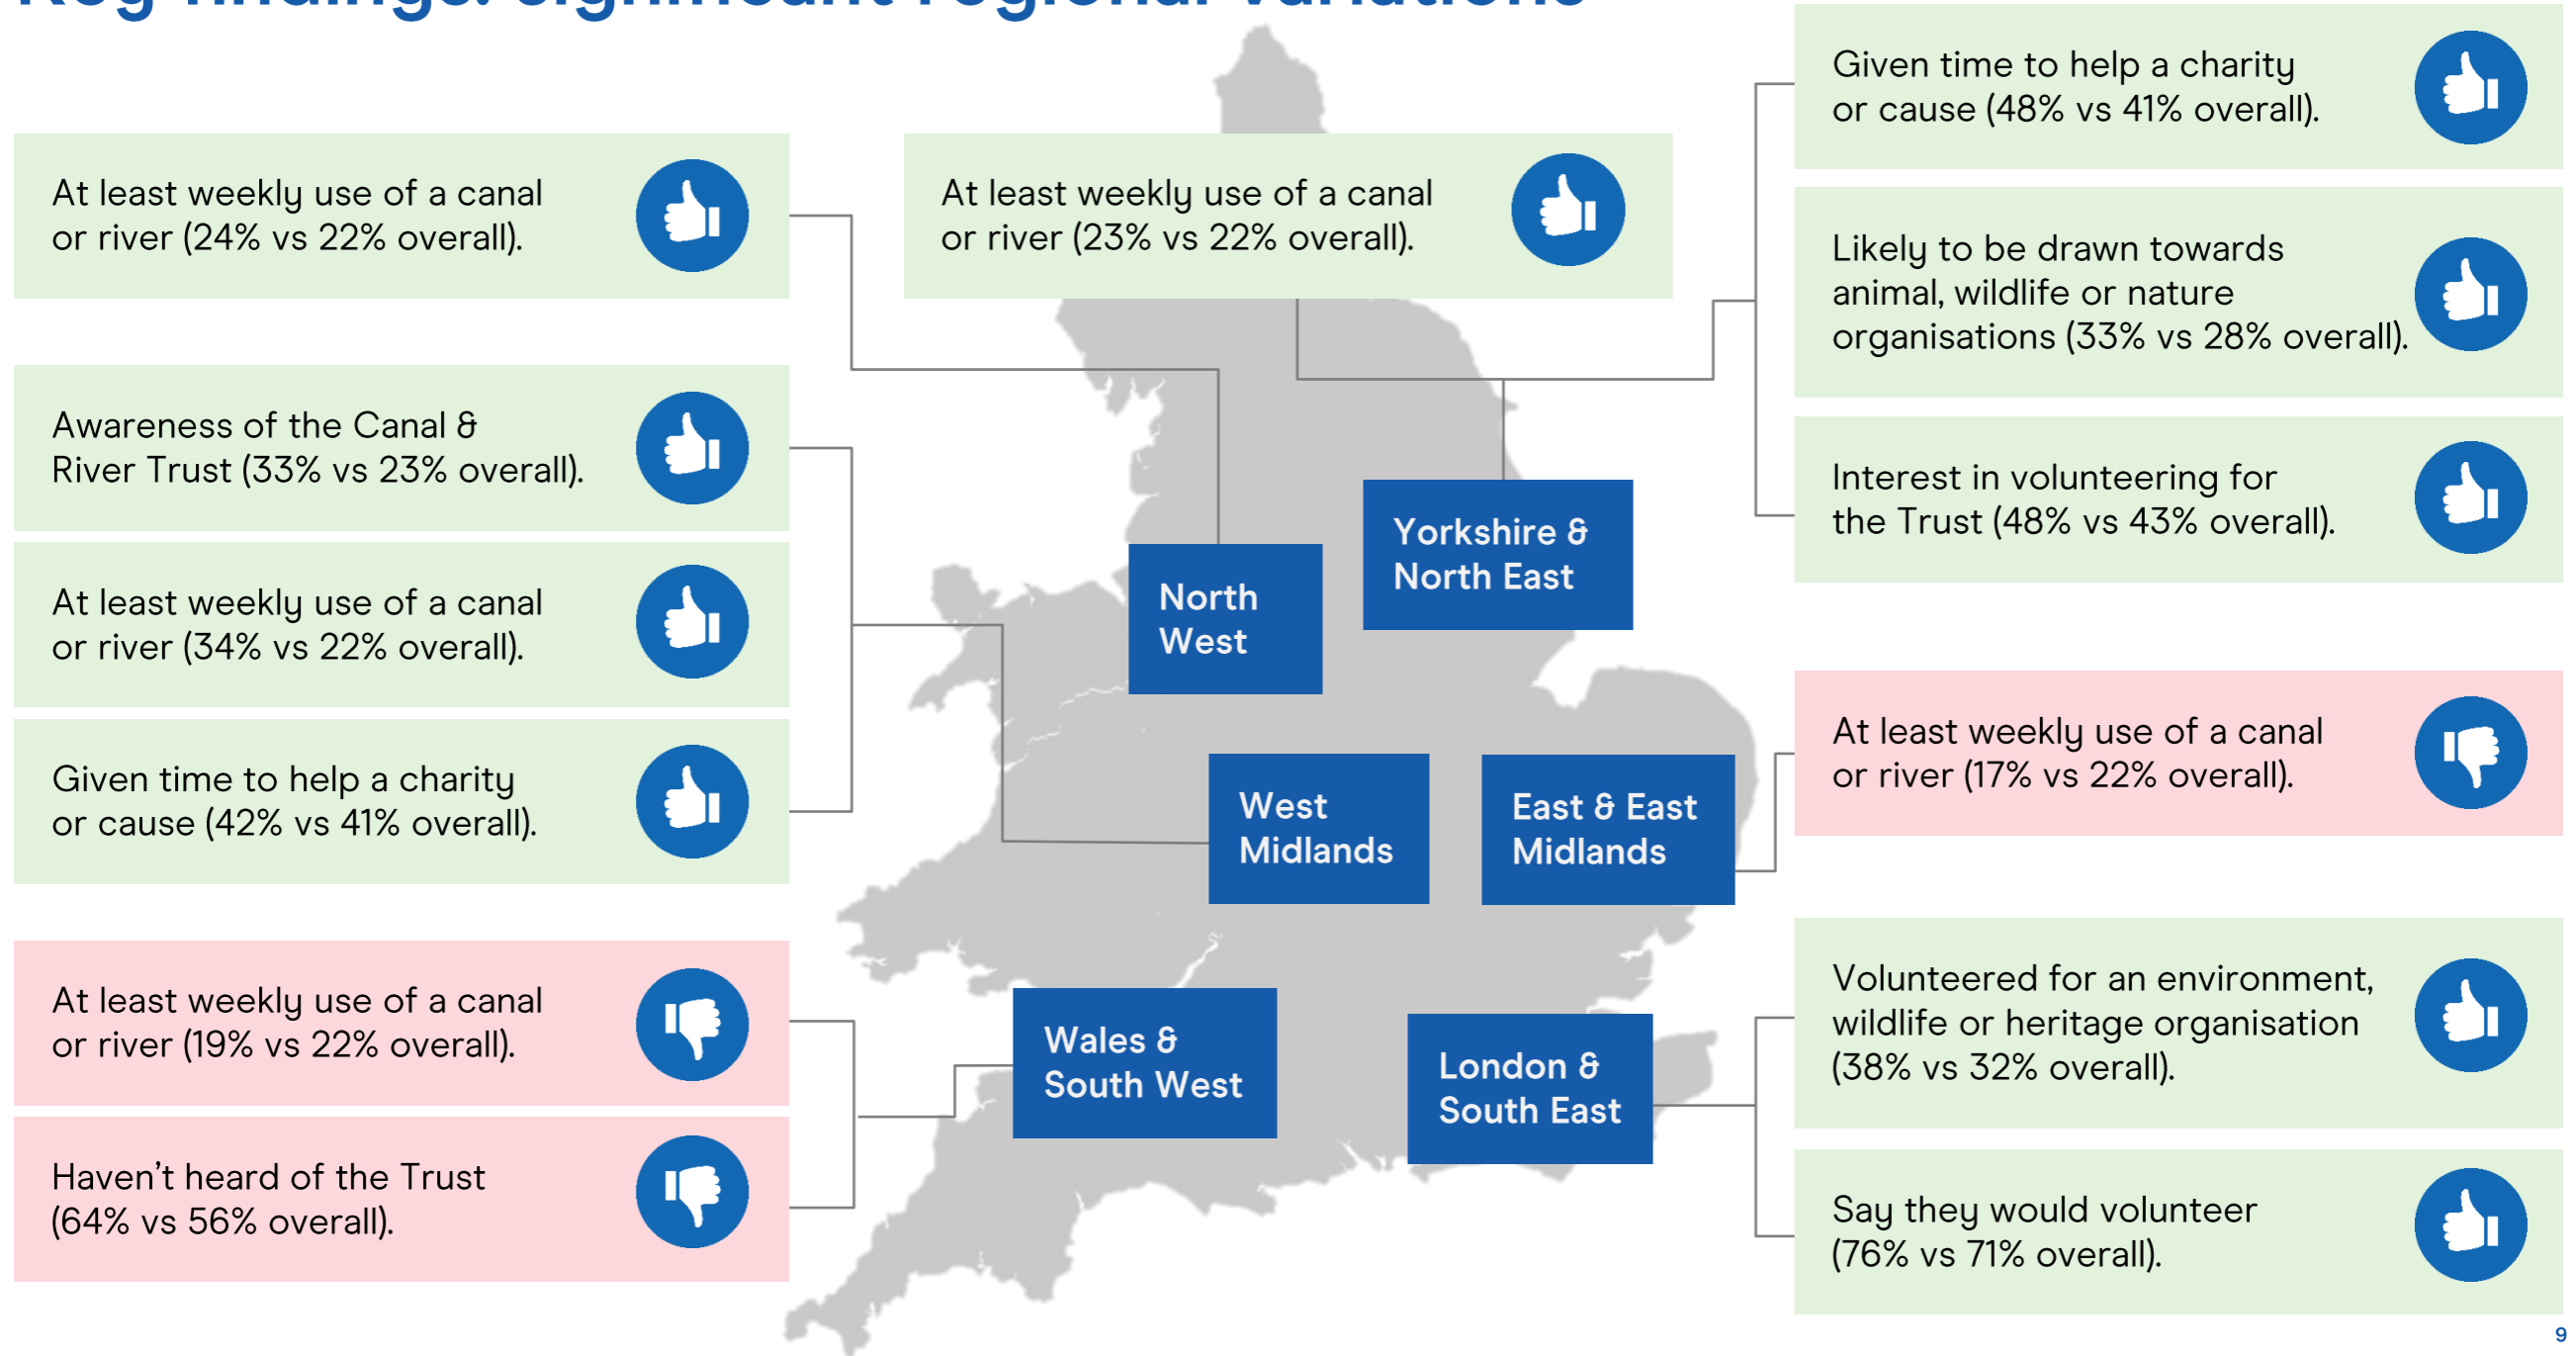 Key findings: significant regional variations
At least weekly use of a canal
or river (24% vs 22% overall).
At least weekly use of a canal
or river (23% vs 22% overall).
Given time to help a charity
or cause (48% vs 41% overall).
Likely to be drawn towards
animal, wildlife or nature
organisations (33% vs 28% overall).
Interest in volunteering for
the Trust (48% vs 43% overall).
Awareness of the Canal &
River Trust (33% vs 23% overall).
At least weekly use of a canal
or river (34% vs 22% overall).
Given time to help a charity
or cause (42% vs 41% overall).
Yorkshire &
North East
North
West
West
Midlands
East & East
Midlands
At least weekly use of a canal
or river (17% vs 22% overall).
At least weekly use of a canal
or river (19% vs 22% overall).
Haven't heard of the Trust
(64% vs 56% overall).
Wales &
South West
London &
South East
Volunteered for an environment,
wildlife or heritage organisation
(38% vs 32% overall).
Say they would volunteer
(76% vs 71% overall).
9